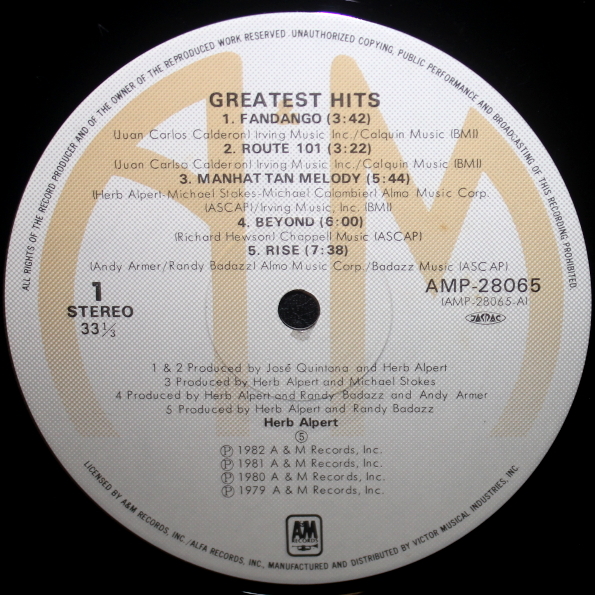 ALL RIGHTS OF THE RECORD PRODUCER AND OF THE OWNER OF THE REPRODUCED WORK RESERVED. UNAUTHORIZED COPYING, PUBLIC PERFORMANCE AND BROADCASTING OF THIS RECORDING PROHIBITED.
GREATEST HITS
1. FANDANGO (3:42)
(Juan Carlos Calderon) Irving Music Inc./Calquin Music (BMI)
2. ROUTE 101 (3:22)
(Juan Carlso Calderon) Irving Music Inc./Calquin Music (BMI)
3. MANHATTAN MELODY (5:44)
(Herb Alpert-Michael Stokes-Michael Colombier) Almo Music Corp.
(ASCAP)/Irving Music, Inc. (BMI)
4. BEYOND (6:00)
(Richard Hewson) Chappell Music (ASCAP)
5. RISE (7:38)
(Andy Armer/Randy Badazz) Almo Music Corp./Badazz Music (ASCAP)
1
STEREO
33 1/3
AMP-28065
(AMP-28065-A)
JASRAC
1 & 2 Produced by José Quintana and Herb Alpert
3 Produced by Herb Alpert and Michael Stokes
4 Produced by Herb Alpert and Randy Badazz and Andy Armer
5 Produced by Herb Alpert and Randy Badazz
Herb Alpert
Ⓢ
℗ 1982 A & M Records, Inc.
℗ 1981 A & M Records, Inc.
℗ 1980 A & M Records, Inc.
℗ 1979 A & M Records, Inc.
A&M
RECORDS
LICENSED BY A&M RECORDS, INC./ALFA RECORDS, INC., MANUFACTURED AND DISTRIBUTED BY VICTOR MUSICAL INDUSTRIES, INC.